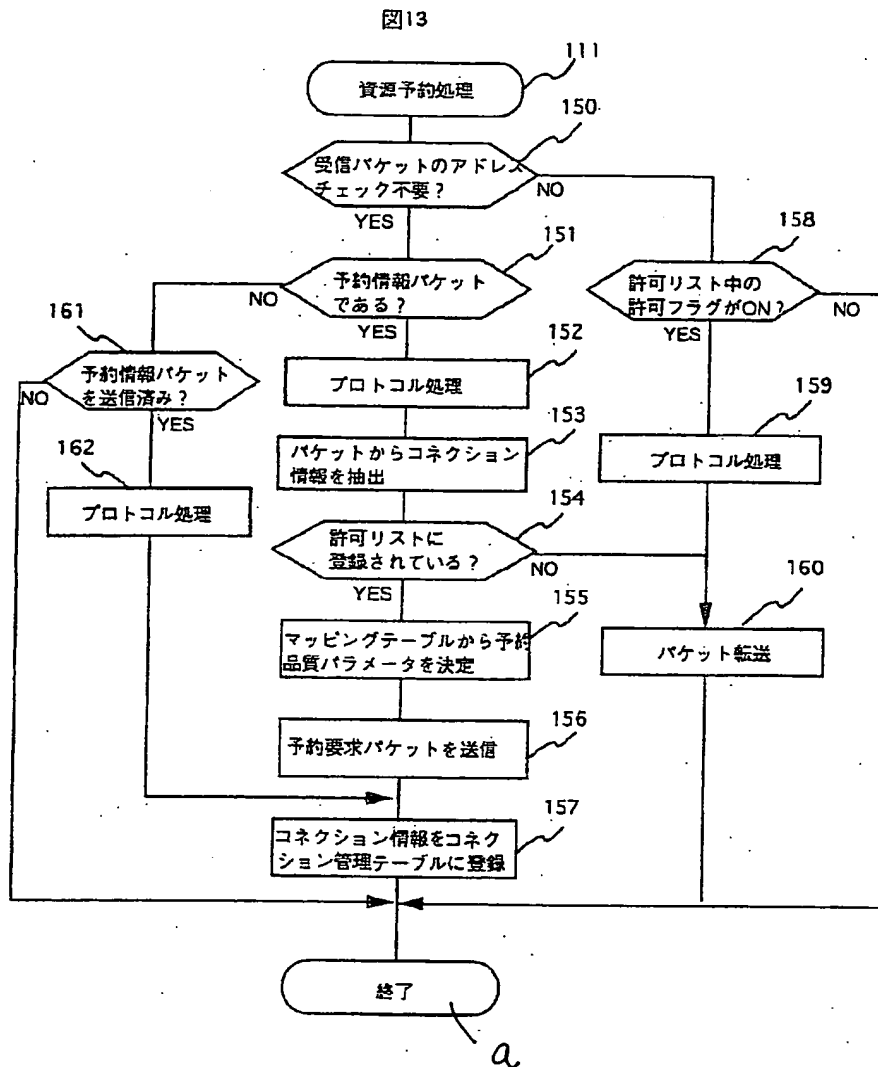 図13
資源予約処理
111
150
受信パケットのアドレス
チェック不要？
NO
YES
151
158
予約情報パケット
である？
NO
YES
許可リスト中の
許可フラグがON？
NO
YES
161
予約情報パケット
を送信済み？
NO
YES
152
プロトコル処理
153
パケットからコネクション
情報を抽出
159
プロトコル処理
162
プロトコル処理
154
許可リストに
登録されている？
NO
YES
155
マッピングテーブルから予約
品質パラメータを決定
160
パケット転送
156
予約要求パケットを送信
157
コネクション情報をコネク
ション管理テーブルに登録
終了
a